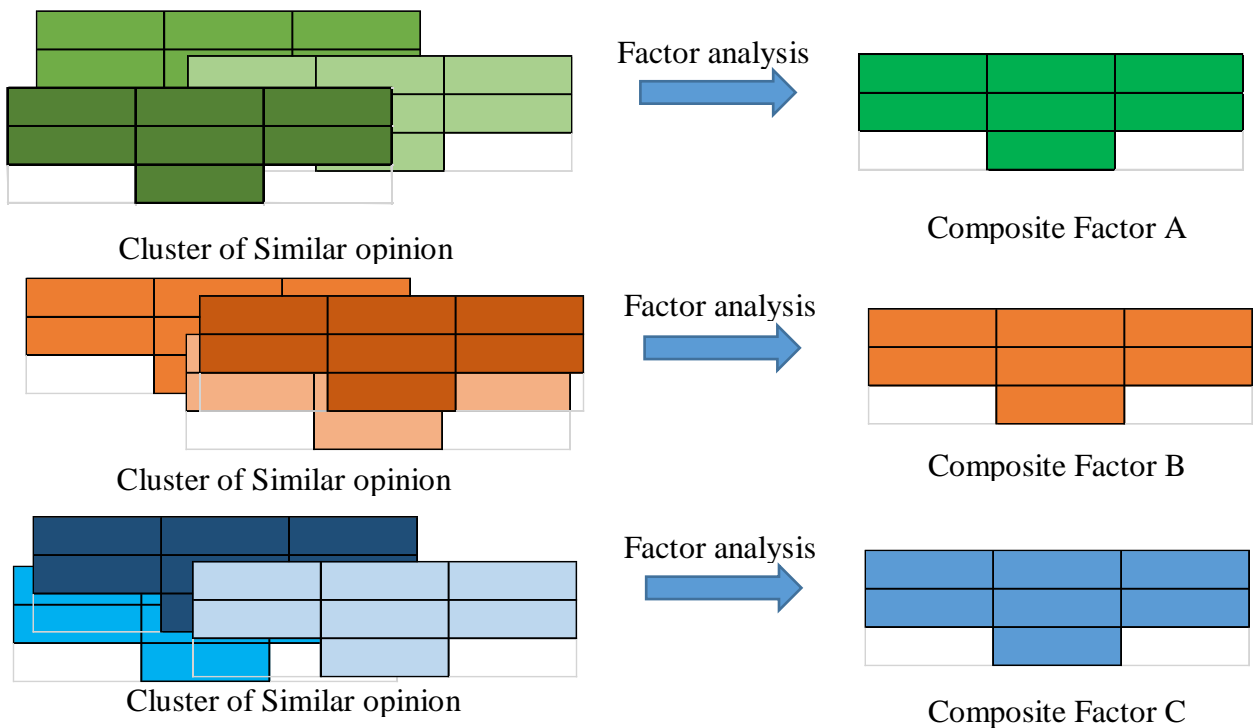 Factor analysis
Cluster of Similar opinion
Composite Factor A
Factor analysis
Cluster of Similar opinion
Composite Factor B
Factor analysis
Cluster of Similar opinion
Composite Factor C